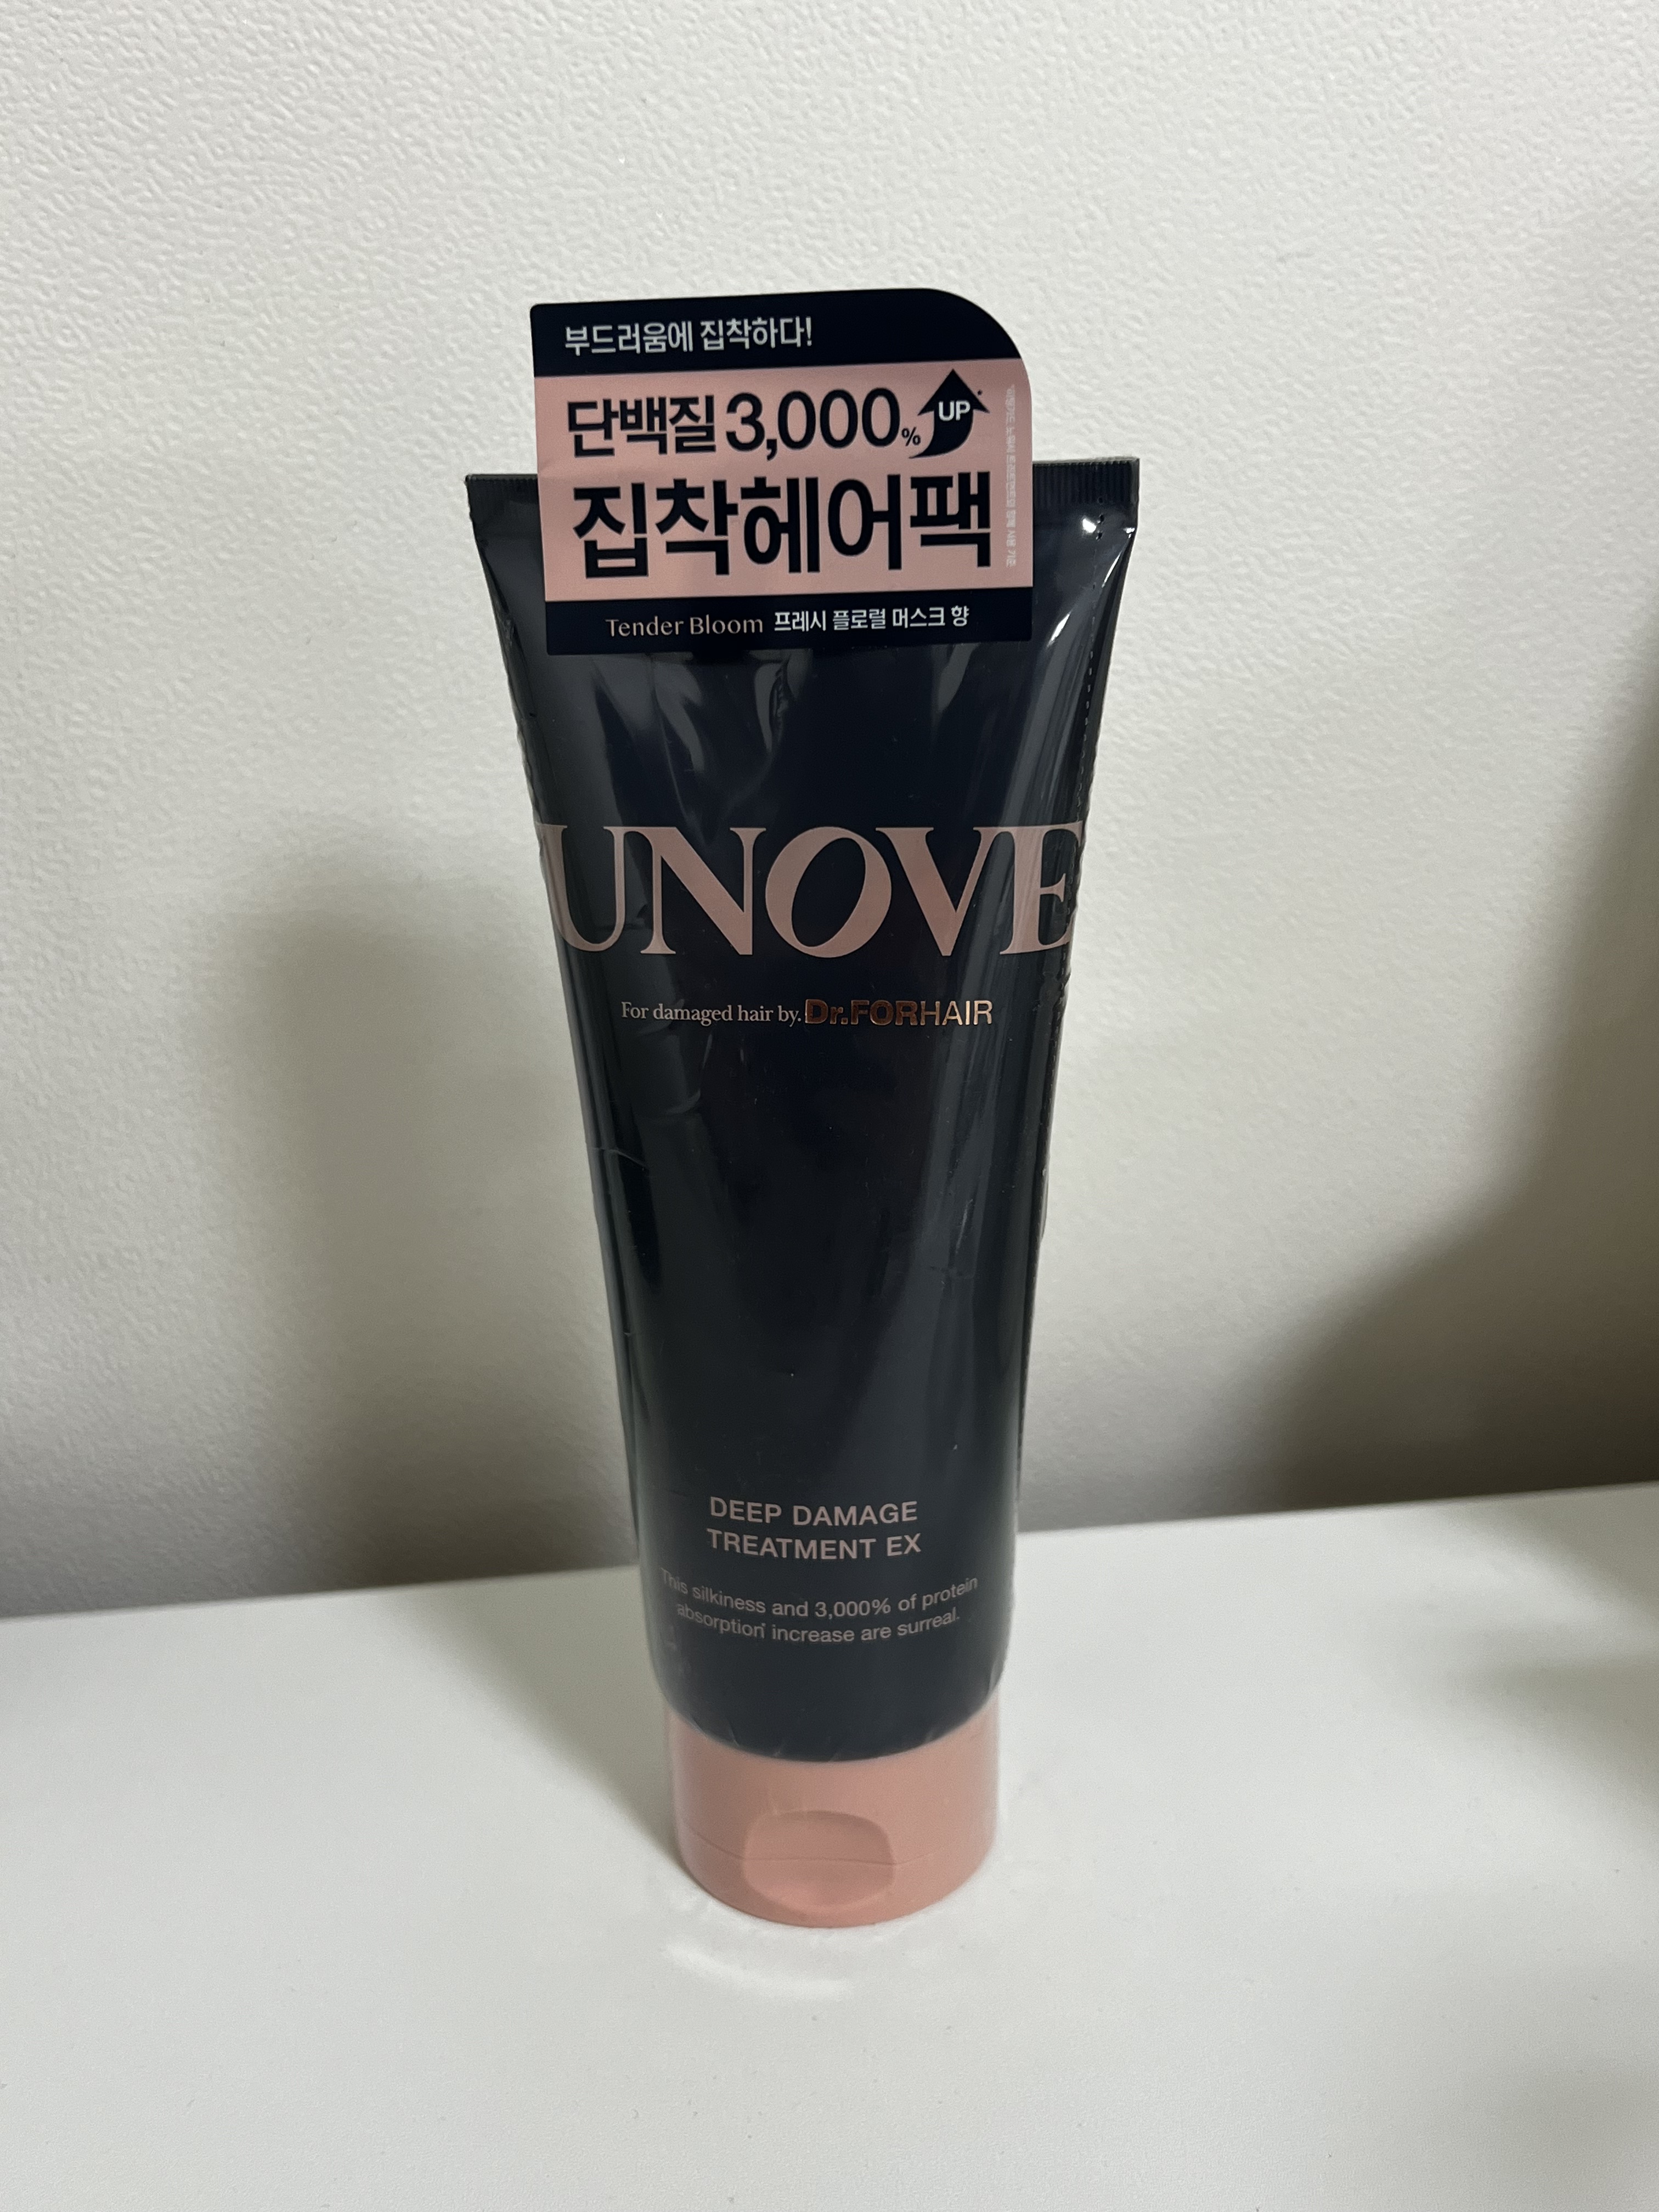 부드러움에 집착하다!
단백질 3,000% UP*
집착헤어팩
Tender Bloom 프레시 플로럴 머스크 향
UNOVE
For damaged hair by. Dr.FORHAIR
DEEP DAMAGE
TREATMENT EX
This silkiness and 3,000% of protein
absorption* increase are surreal.